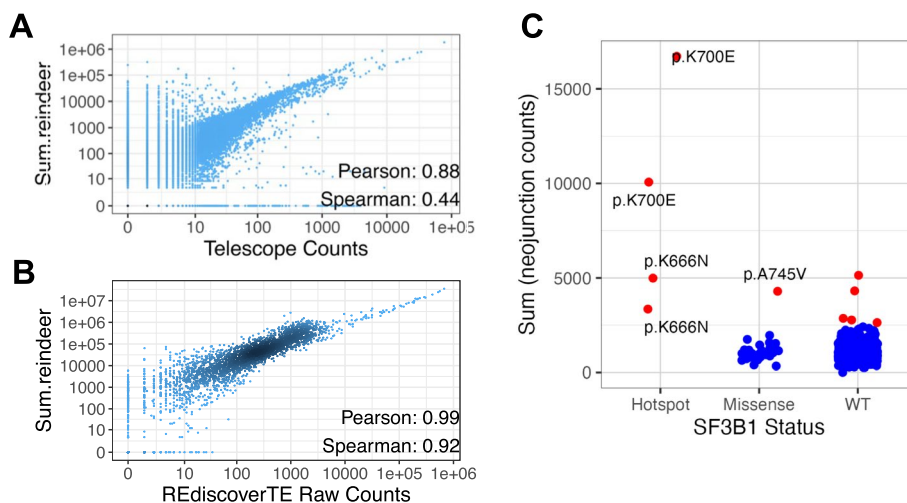 A
1e+06
1e+05
10000
1000
100
10
0
Sum.reindeer
Pearson: 0.88
Spearman: 0.44
0 10 100 1000 10000 1e+05
Telescope Counts
B
1e+07
1e+06
1e+05
10000
1000
100
10
0
Sum.reindeer
Pearson: 0.99
Spearman: 0.92
0 10 100 1000 10000 1e+05 1e+06
REdiscoverTE Raw Counts
C
Sum (neojunction counts)
15000
10000
5000
0
p.K700E
p.K700E
p.K666N
p.A745V
p.K666N
Hotspot Missense WT
SF3B1 Status